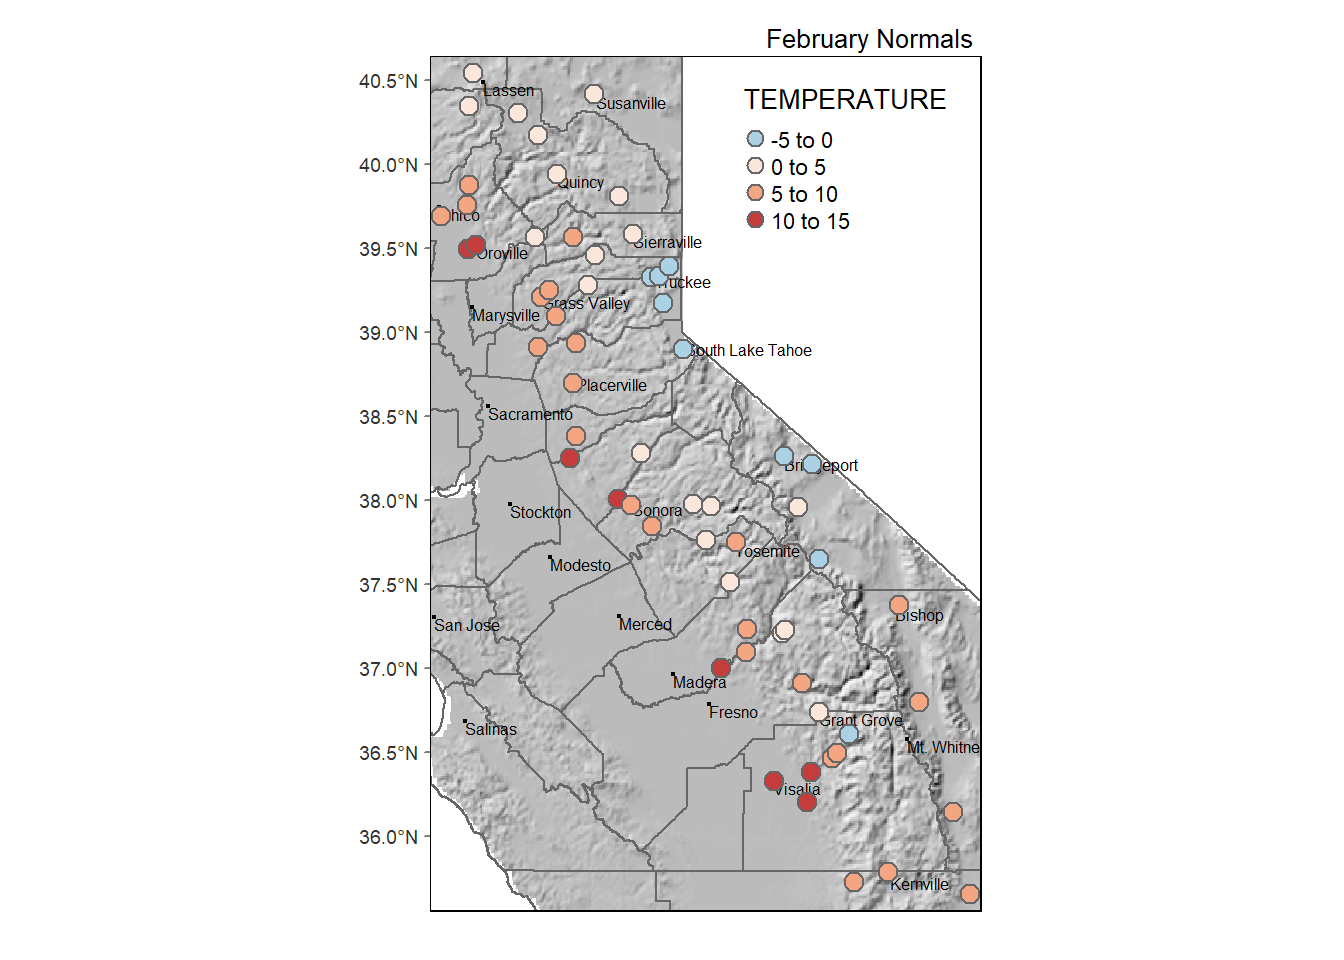 February Normals
TEMPERATURE
-5 to 0
0 to 5
5 to 10
10 to 15
40.5°N
40.0°N
39.5°N
39.0°N
38.5°N
38.0°N
37.5°N
37.0°N
36.5°N
36.0°N
Lassen
Susanville
Quincy
Chico
Sierraville
Oroville
Truckee
Grass Valley
Marysville
South Lake Tahoe
Placerville
Sacramento
Bridgeport
Stockton
Sonora
Yosemite
Modesto
Bishop
San Jose
Merced
Madera
Fresno
Grant Grove
Salinas
Mt. Whitne
Visalia
Kernville